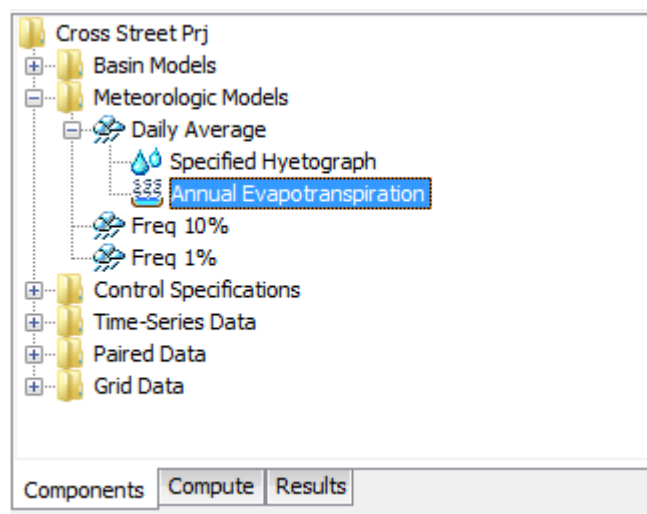 Cross Street Prj
Basin Models
Meteorologic Models
Daily Average
Specified Hyetograph
Annual Evapotranspiration
Freq 10%
Freq 1%
Control Specifications
Time-Series Data
Paired Data
Grid Data
Components Compute Results